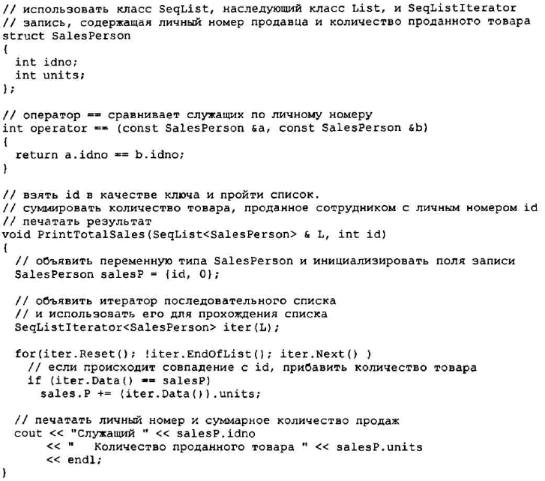 // использовать класс SeqList, наследующий класс List, и SeqListIterator
// запись, содержащая личный номер продавца и количество проданного товара
struct SalesPerson
{
int idno;
int units;
};
// оператор == сравнивает служащих по личному номеру
int operator == (const SalesPerson &a, const SalesPerson &b)
{
return a.idno == b.idno;
}
// взять id в качестве ключа и пройти список.
// суммировать количество товара, проданное сотрудником с личным номером id
// печатать результат
void PrintTotalSales(SeqList<SalesPerson> & L, int id)
{
// объявить переменную типа SalesPerson и инициализировать поля записи
SalesPerson salesP = {id, 0};
// объявить итератор последовательного списка
// и использовать его для прохождения списка
SeqListIterator<SalesPerson> iter(L);
for(iter.Reset(); !iter.EndOfList(); iter.Next() )
// если происходит совпадение с id, прибавить количество товара
if (iter.Data() == salesP)
sales.P += (iter.Data()).units;
// печатать личный номер и суммарное количество продаж
cout << "Служащий " << salesP.idno
<< " Количество проданного товара " << salesP.units
<< endl;
}